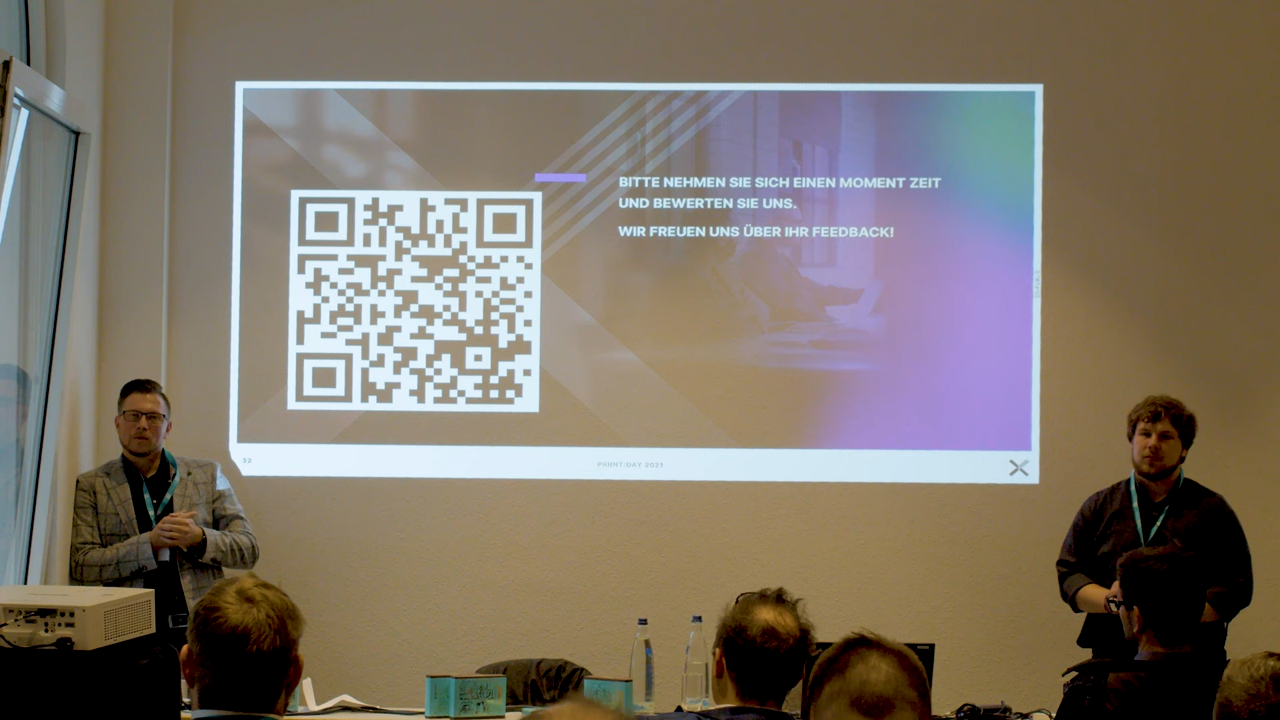 BITTE NEHMEN SIE SICH EINEN MOMENT ZEIT
UND BEWERTEN SIE UNS.
WIR FREUEN UNS ÜBER IHR FEEDBACK!
52
PRINT/DAY 2021